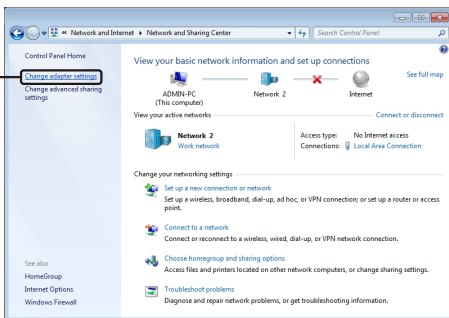 « Network and Internet ▸ Network and Sharing Center
Search Control Panel
Control Panel Home
Change adapter settings
Change advanced sharing
settings
See also
HomeGroup
Internet Options
Windows Firewall
View your basic network information and set up connections
See full map
ADMIN-PC
(This computer)
Network 2
Internet
View your active networks
Connect or disconnect
Network 2
Work network
Access type: No Internet access
Connections: Local Area Connection
Change your networking settings
Set up a new connection or network
Set up a wireless, broadband, dial-up, ad hoc, or VPN connection; or set up a router or access
point.
Connect to a network
Connect or reconnect to a wireless, wired, dial-up, or VPN network connection.
Choose homegroup and sharing options
Access files and printers located on other network computers, or change sharing settings.
Troubleshoot problems
Diagnose and repair network problems, or get troubleshooting information.